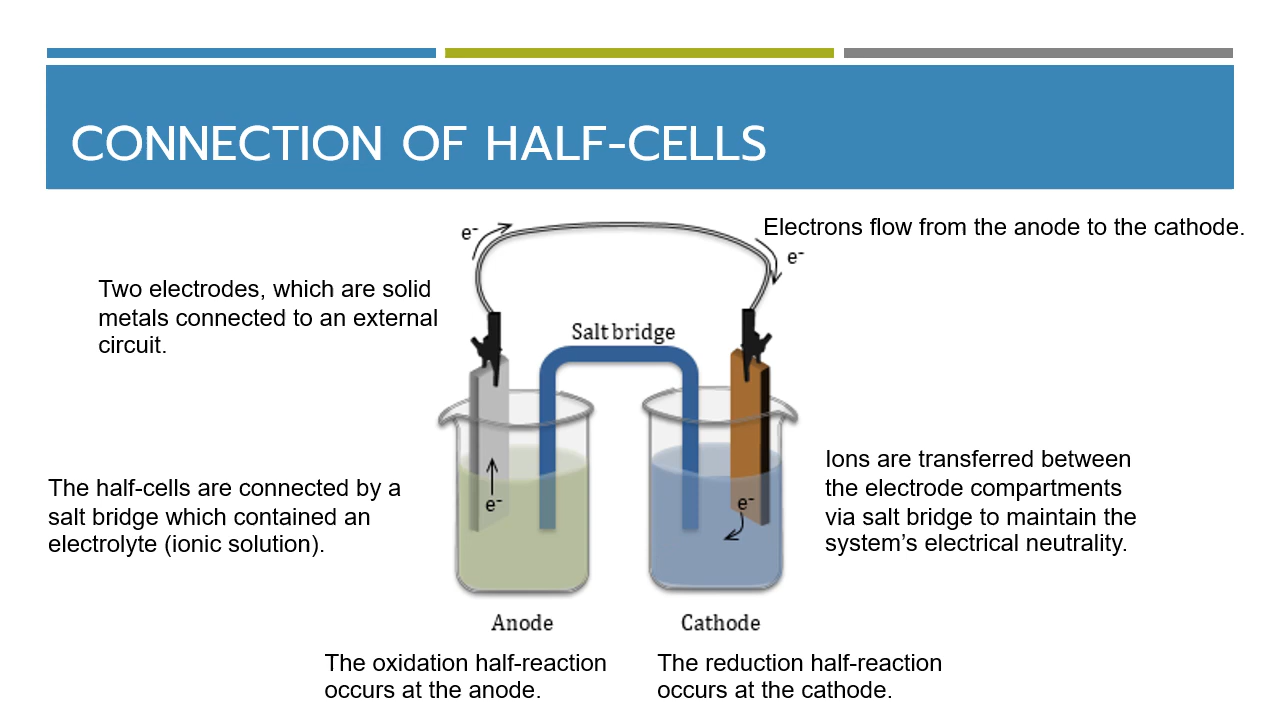 CONNECTION OF HALF-CELLS
Electrons flow from the anode to the cathode.
e⁻
e⁻
Two electrodes, which are solid
metals connected to an external
circuit.
Salt bridge
The half-cells are connected by a
salt bridge which contained an
electrolyte (ionic solution).
e⁻
e⁻
Ions are transferred between
the electrode compartments
via salt bridge to maintain the
system’s electrical neutrality.
Anode
Cathode
The oxidation half-reaction
occurs at the anode.
The reduction half-reaction
occurs at the cathode.